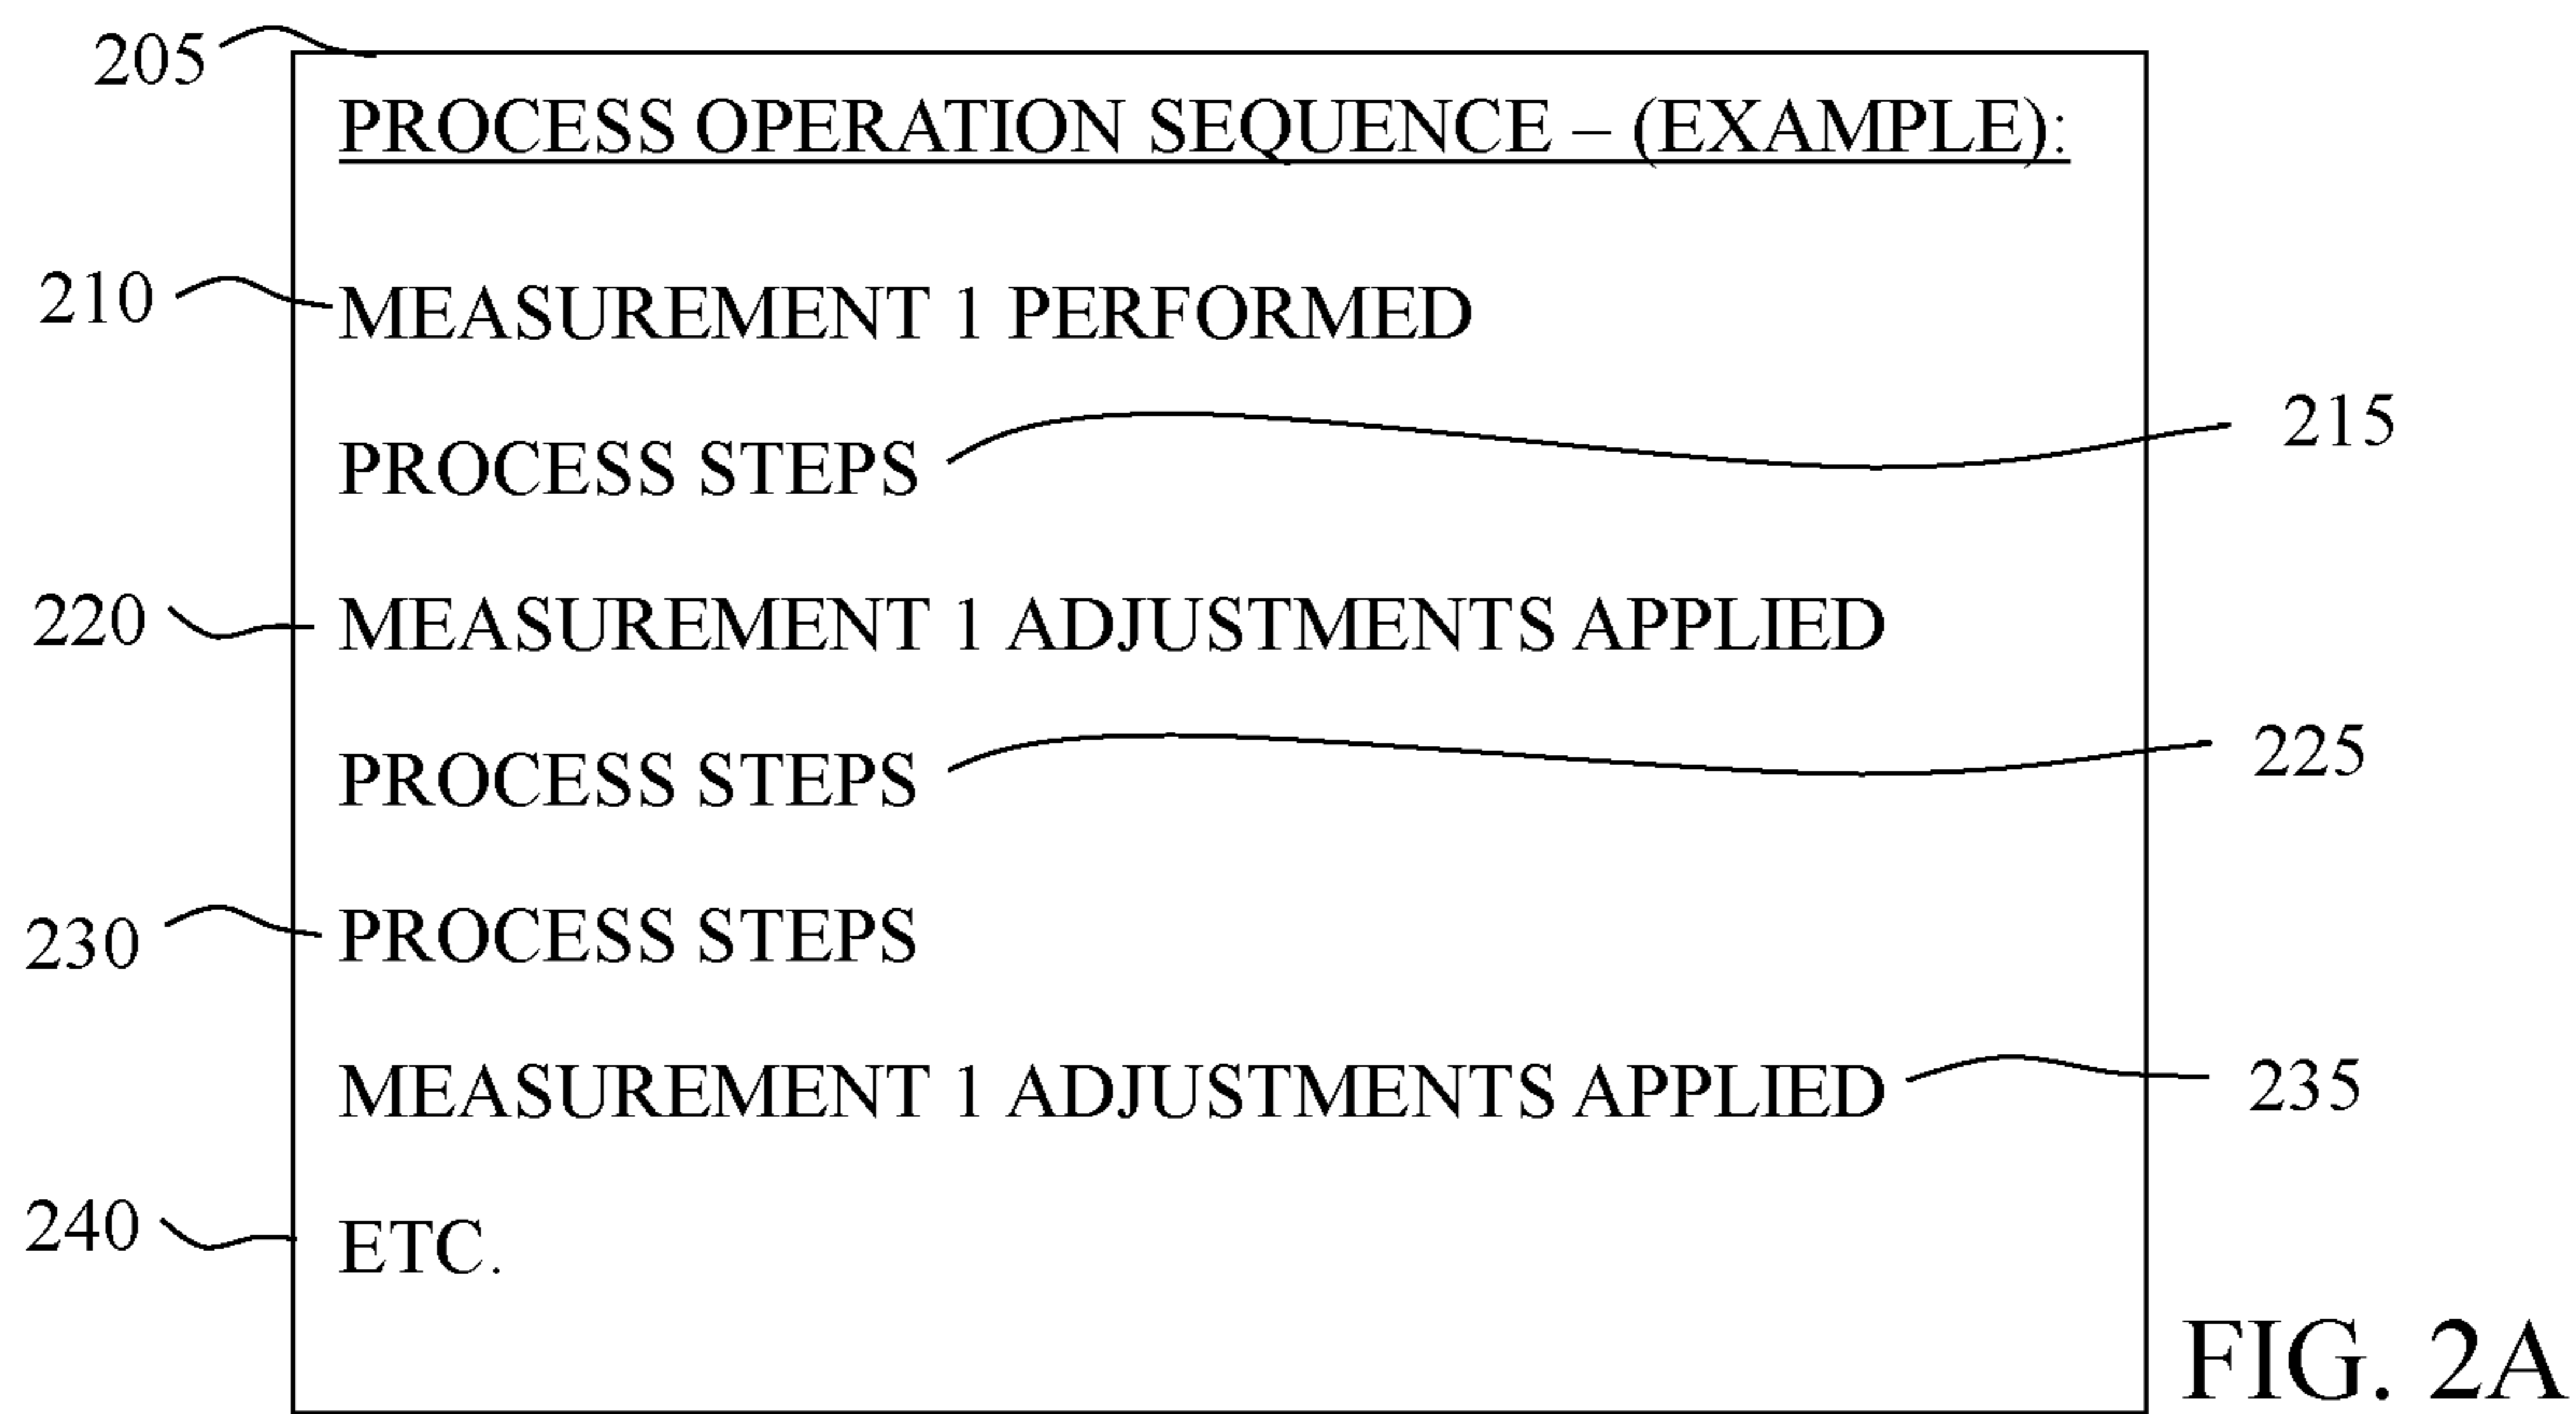 205
PROCESS OPERATION SEQUENCE – (EXAMPLE):
210 MEASUREMENT 1 PERFORMED
PROCESS STEPS 215
220 MEASUREMENT 1 ADJUSTMENTS APPLIED
PROCESS STEPS 225
230 PROCESS STEPS
MEASUREMENT 1 ADJUSTMENTS APPLIED 235
240 ETC.
FIG. 2A